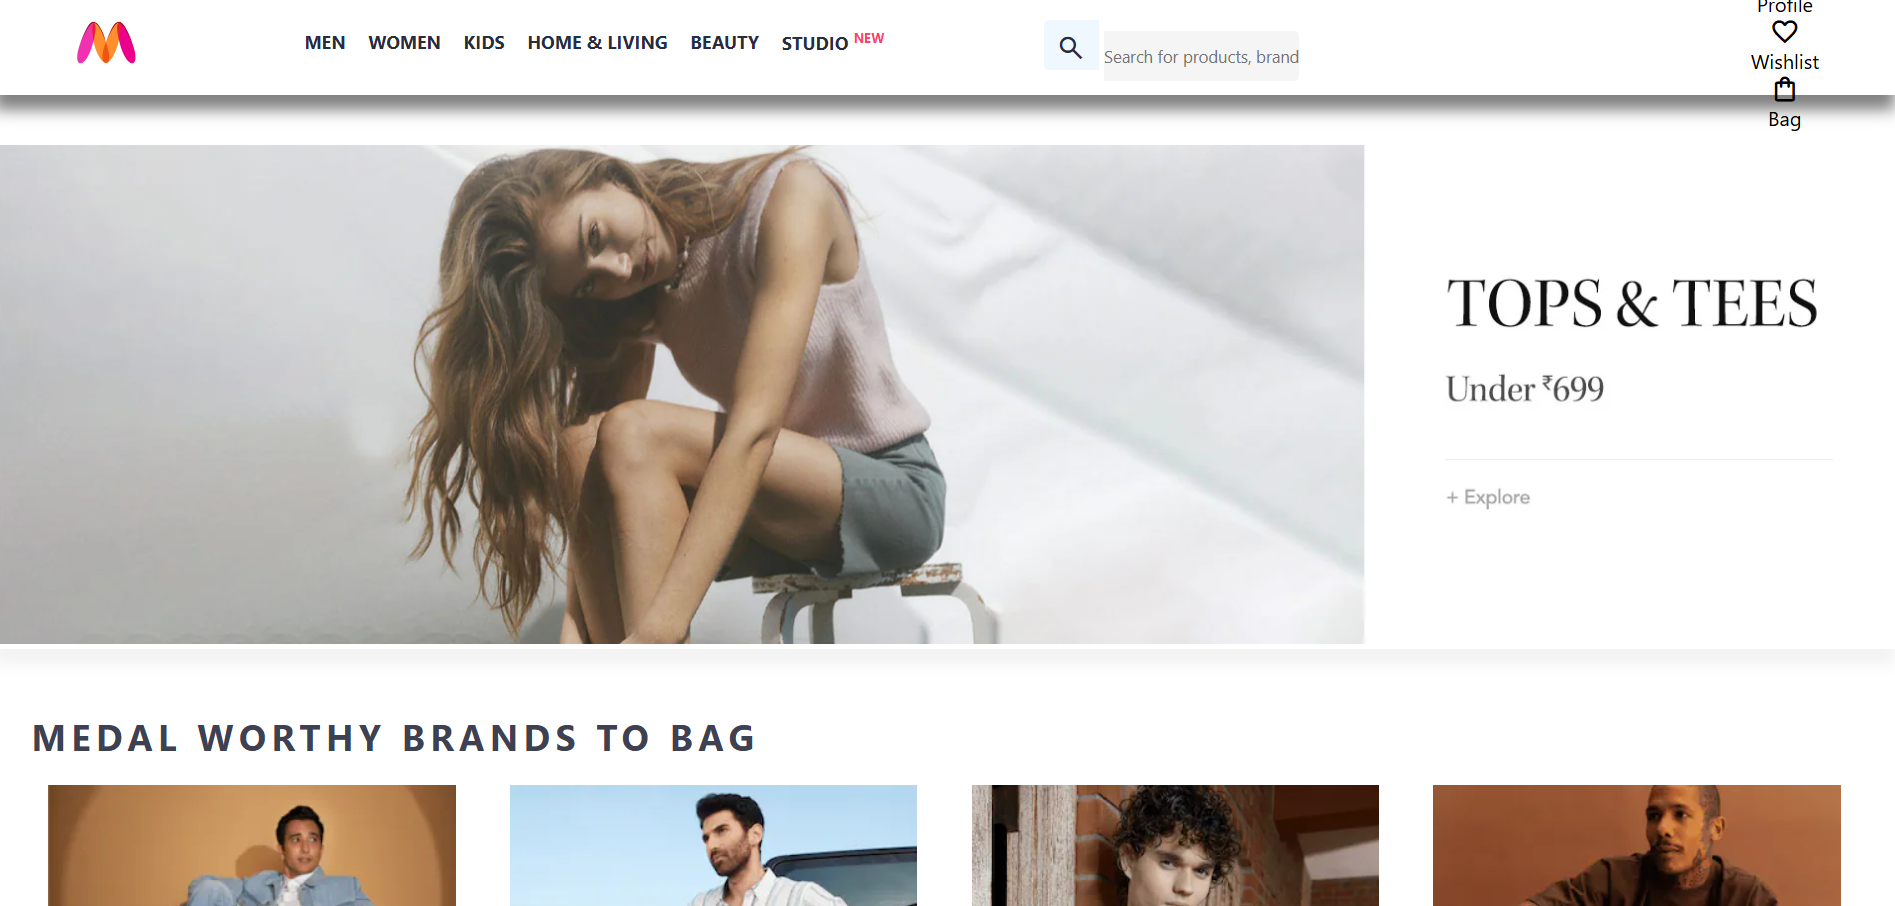 MEN WOMEN KIDS HOME & LIVING BEAUTY STUDIO NEW
Search for products, brand
Profile
Wishlist
Bag
TOPS & TEES
Under ₹699
+ Explore
MEDAL WORTHY BRANDS TO BAG